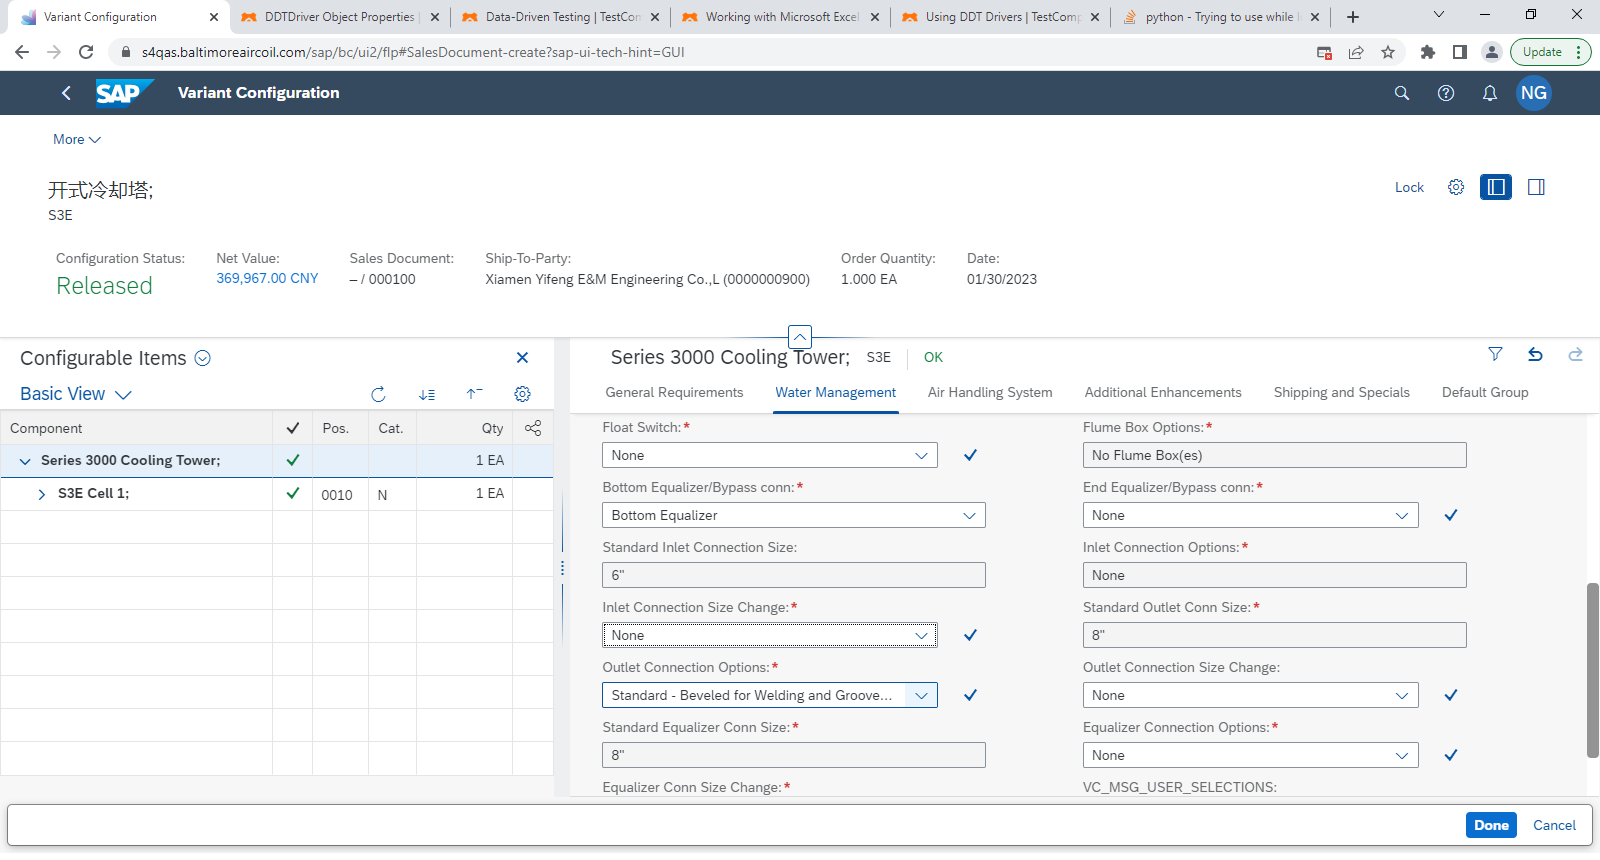 Variant Configuration
DDTDriver Object Properties |
Data-Driven Testing | TestCom
Working with Microsoft Excel
Using DDT Drivers | TestComp
python - Trying to use while l
s4qas.baltimoreaircoil.com/sap/bc/ui2/flp#SalesDocument-create?sap-ui-tech-hint=GUI
Update
SAP
Variant Configuration
NG
More
开式冷却塔;
S3E
Lock
Configuration Status:
Released
Net Value:
369,967.00 CNY
Sales Document:
– / 000100
Ship-To-Party:
Xiamen Yifeng E&M Engineering Co.,L (0000000900)
Order Quantity:
1.000 EA
Date:
01/30/2023
Configurable Items
Basic View
Component Pos. Cat. Qty
Series 3000 Cooling Tower; 1 EA
S3E Cell 1; 0010 N 1 EA
Series 3000 Cooling Tower; S3E OK
General Requirements
Water Management
Air Handling System
Additional Enhancements
Shipping and Specials
Default Group
Float Switch:*
None
Flume Box Options:*
No Flume Box(es)
Bottom Equalizer/Bypass conn:*
Bottom Equalizer
End Equalizer/Bypass conn:*
None
Standard Inlet Connection Size:
6"
Inlet Connection Options:*
None
Inlet Connection Size Change:*
None
Standard Outlet Conn Size:*
8"
Outlet Connection Options:*
Standard - Beveled for Welding and Groove...
Outlet Connection Size Change:
None
Standard Equalizer Conn Size:*
8"
Equalizer Connection Options:*
None
Equalizer Conn Size Change:*
VC_MSG_USER_SELECTIONS:
Done
Cancel